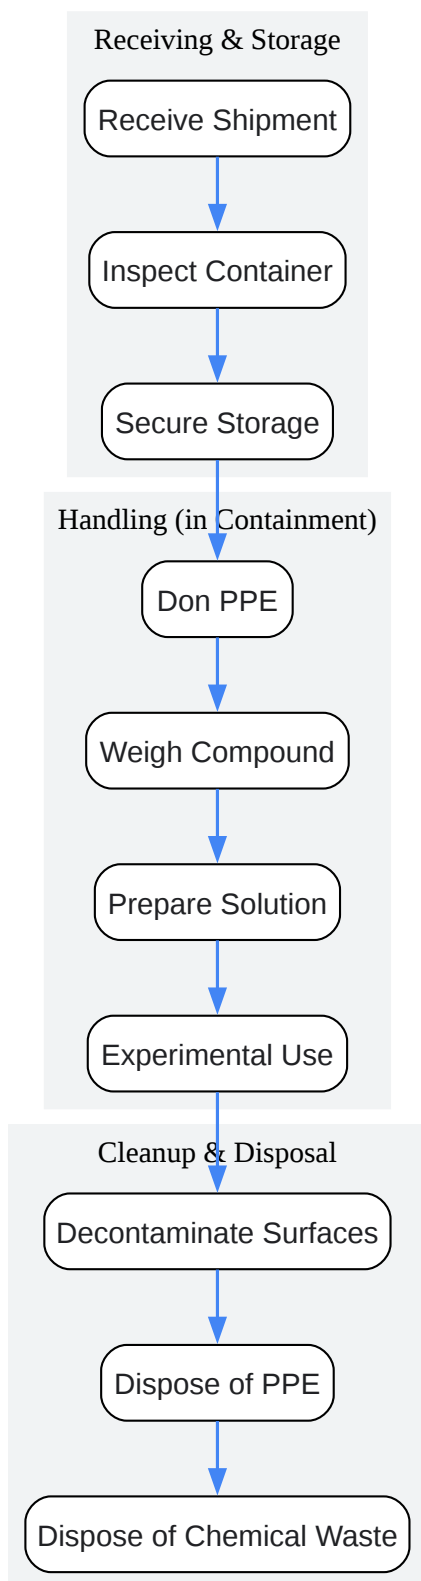 Receiving & Storage
Receive Shipment
Inspect Container
Secure Storage
Handling (in Containment)
Don PPE
Weigh Compound
Prepare Solution
Experimental Use
Cleanup & Disposal
Decontaminate Surfaces
Dispose of PPE
Dispose of Chemical Waste